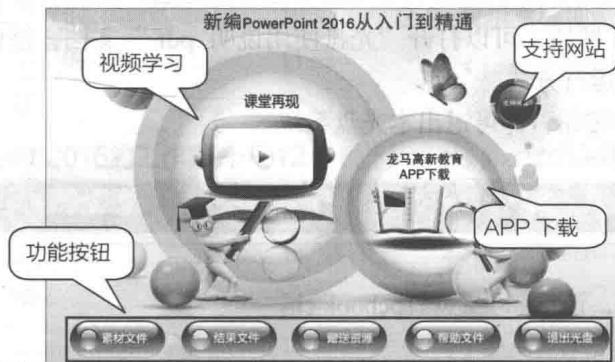 新编PowerPoint 2016从入门到精通
视频学习
支持网站
课堂再现
龙马高新教育
APP下载
APP 下载
功能按钮
素材文件
结果文件
赠送资源
帮助文件
退出光盘